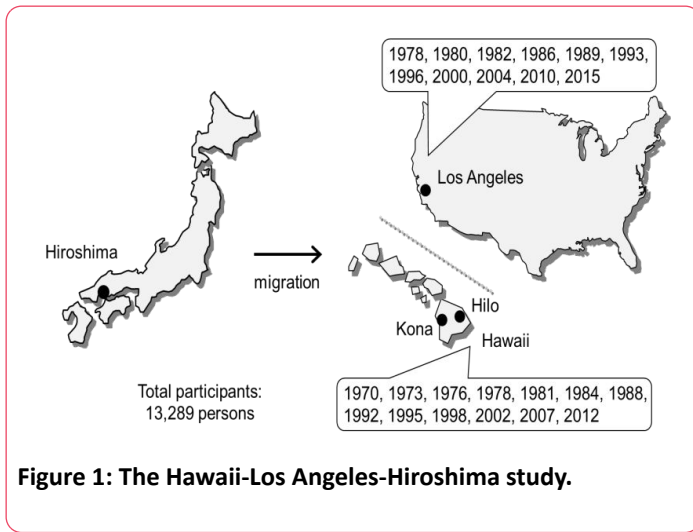 1978, 1980, 1982, 1986, 1989, 1993,
1996, 2000, 2004, 2010, 2015
Los Angeles
Hiroshima
migration
Hilo
Kona
Hawaii
Total participants:
13,289 persons
1970, 1973, 1976, 1978, 1981, 1984, 1988,
1992, 1995, 1998, 2002, 2007, 2012
Figure 1: The Hawaii-Los Angeles-Hiroshima study.